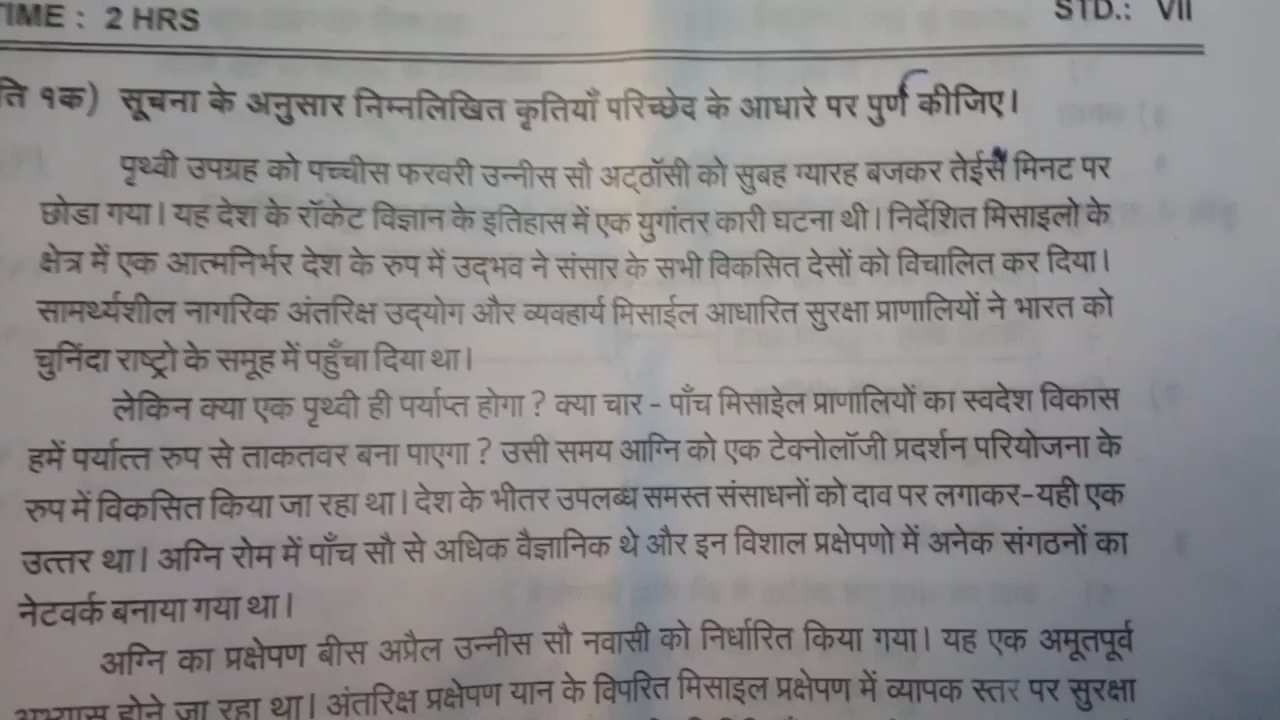 TIME : 2 HRS STD.: VII
ति १क) सूचना के अनुसार निम्नलिखित कृतियाँ परिच्छेद के आधारे पर पुर्ण कीजिए।
पृथ्वी उपग्रह को पच्चीस फरवरी उन्नीस सौ अट्ठॉसी को सुबह ग्यारह बजकर तेईसे मिनट पर
छोडा गया। यह देश के रॉकेट विज्ञान के इतिहास में एक युगांतर कारी घटना थी। निर्देशित मिसाइलो के
क्षेत्र में एक आत्मनिर्भर देश के रुप में उद्भव ने संसार के सभी विकसित देसों को विचालित कर दिया।
सामर्थ्यशील नागरिक अंतरिक्ष उद्योग और व्यवहार्य मिसाईल आधारित सुरक्षा प्राणालियों ने भारत को
चुनिंदा राष्ट्रो के समूह में पहुँचा दिया था।
लेकिन क्या एक पृथ्वी ही पर्याप्त होगा ? क्या चार - पाँच मिसाइेल प्राणालियों का स्वदेश विकास
हमें पर्यात्त रुप से ताकतवर बना पाएगा ? उसी समय आग्नि को एक टेक्नोलॉजी प्रदर्शन परियोजना के
रुप में विकसित किया जा रहा था। देश के भीतर उपलब्ध समस्त संसाधनों को दाव पर लगाकर-यही एक
उत्तर था। अग्नि रोम में पाँच सौ से अधिक वैज्ञानिक थे और इन विशाल प्रक्षेपणो में अनेक संगठनों का
नेटवर्क बनाया गया था।
अग्नि का प्रक्षेपण बीस अप्रैल उन्नीस सौ नवासी को निर्धारित किया गया। यह एक अमूतपूर्व
अभ्यास होने जा रहा था। अंतरिक्ष प्रक्षेपण यान के विपरित मिसाइल प्रक्षेपण में व्यापक स्तर पर सुरक्षा